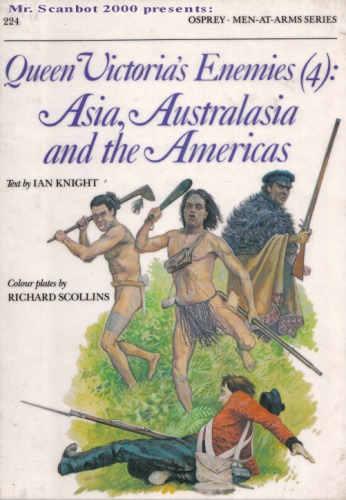 Mr. Scanbot 2000 presents:
224
OSPREY · MEN-AT-ARMS SERIES
Queen Victoria's Enemies (4):
Asia, Australasia
and the Americas
Text by IAN KNIGHT
Colour plates by
RICHARD SCOLLINS